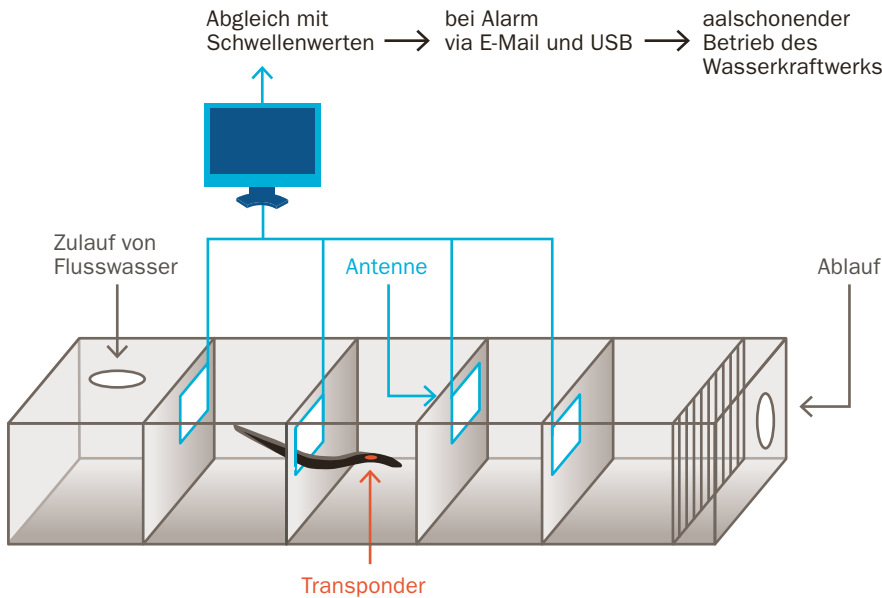 Abgleich mit
Schwellenwerten
bei Alarm
via E-Mail und USB
aalschonender
Betrieb des
Wasserkraftwerks
Zulauf von
Flusswasser
Antenne
Ablauf
Transponder